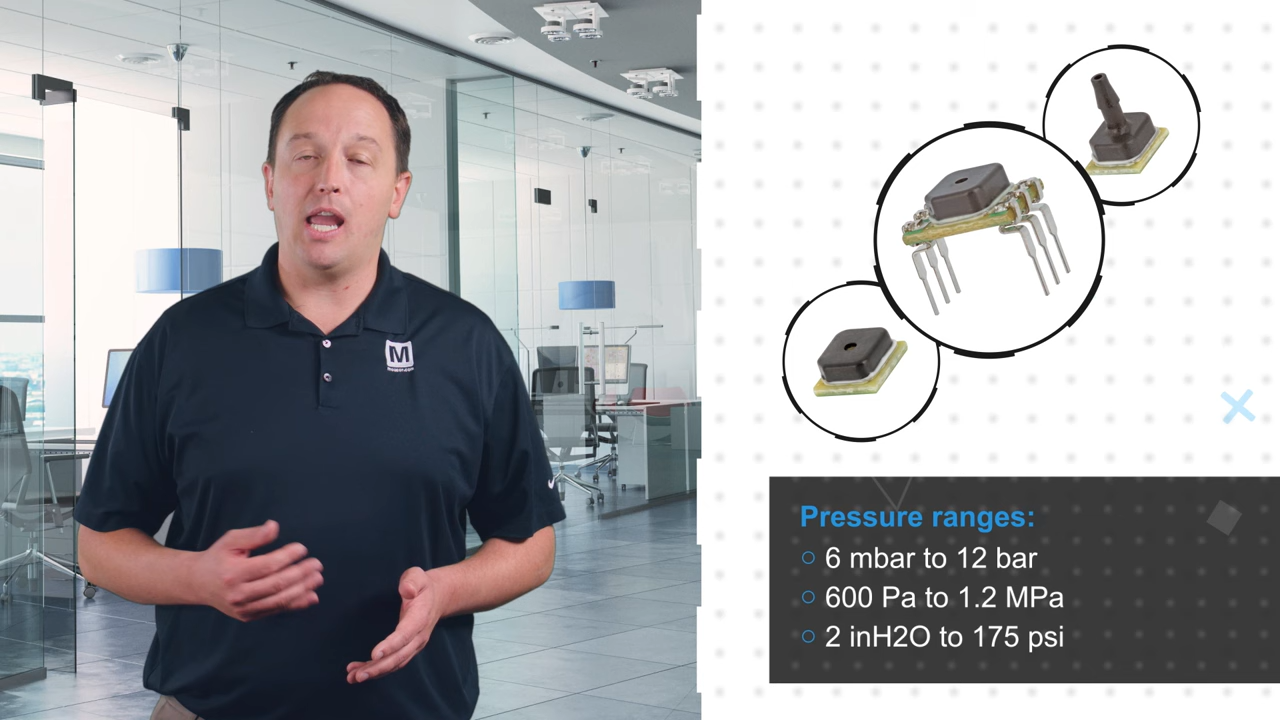 M
Pressure ranges:
6 mbar to 12 bar
600 Pa to 1.2 MPa
2 inH2O to 175 psi